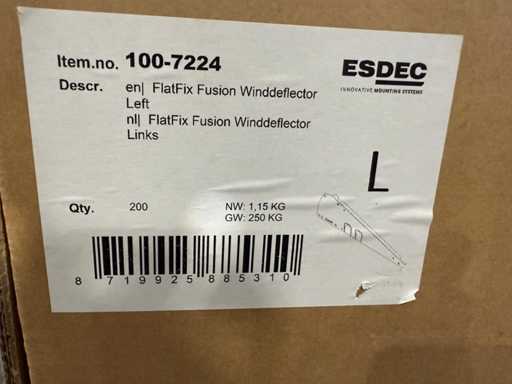 Item.no. 100-7224
ESDEC
INNOVATIVE MOUNTING SYSTEMS
Descr. en| FlatFix Fusion Winddeflector
Left
nl| FlatFix Fusion Winddeflector
Links
L
Qty. 200 NW: 1,15 KG
GW: 250 KG
8 719925 885310